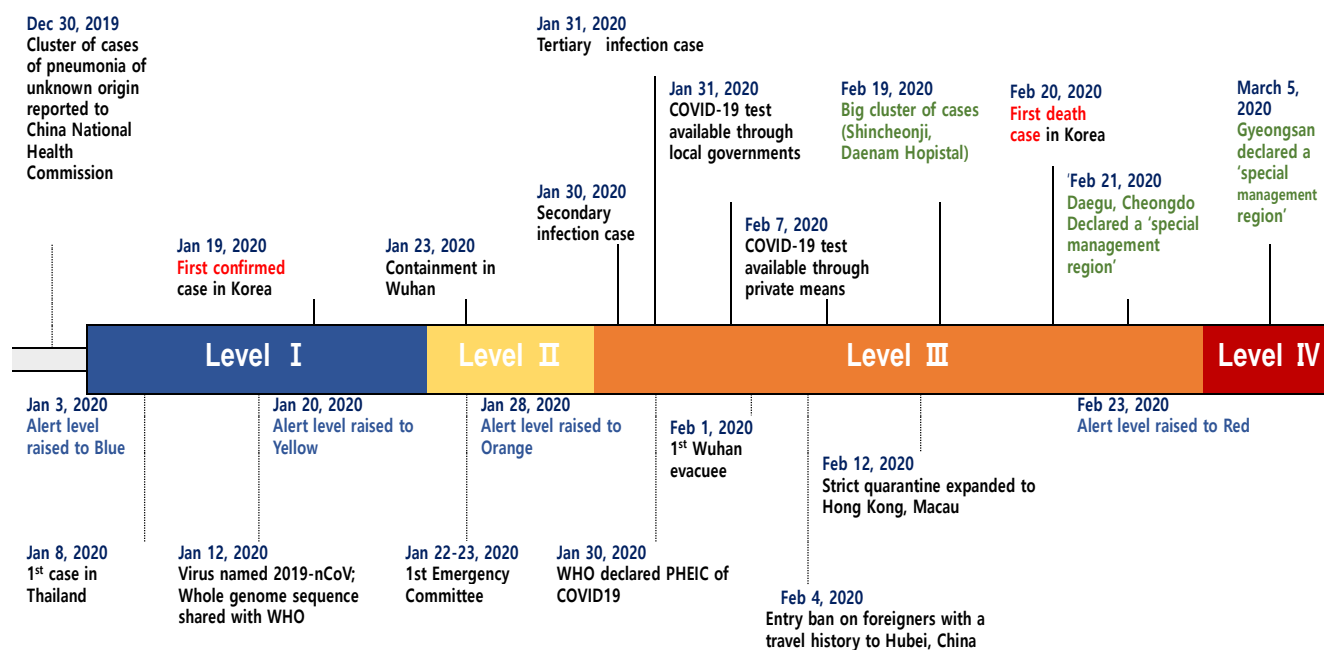 Dec 30, 2019
Cluster of cases
of pneumonia of
unknown origin
reported to
China National
Health
Commission
Jan 19, 2020
First confirmed
case in Korea
Jan 23, 2020
Containment in
Wuhan
Jan 30, 2020
Secondary
infection case
Jan 31, 2020
Tertiary infection case
Jan 31, 2020
COVID-19 test
available through
local governments
Feb 7, 2020
COVID-19 test
available through
private means
Feb 19, 2020
Big cluster of cases
(Shincheonji,
Daenam Hopistal)
Feb 20, 2020
First death
case in Korea
'Feb 21, 2020
Daegu, Cheongdo
Declared a 'special
management
region'
March 5,
2020
Gyeongsan
declared a
'special
management
region'
Level Ⅰ
Level Ⅱ
Level Ⅲ
Level Ⅳ
Jan 3, 2020
Alert level
raised to Blue
Jan 20, 2020
Alert level raised to
Yellow
Jan 28, 2020
Alert level raised to
Orange
Feb 1, 2020
1st Wuhan
evacuee
Feb 12, 2020
Strict quarantine expanded to
Hong Kong, Macau
Feb 23, 2020
Alert level raised to Red
Jan 8, 2020
1st case in
Thailand
Jan 12, 2020
Virus named 2019-nCoV;
Whole genome sequence
shared with WHO
Jan 22-23, 2020
1st Emergency
Committee
Jan 30, 2020
WHO declared PHEIC of
COVID19
Feb 4, 2020
Entry ban on foreigners with a
travel history to Hubei, China